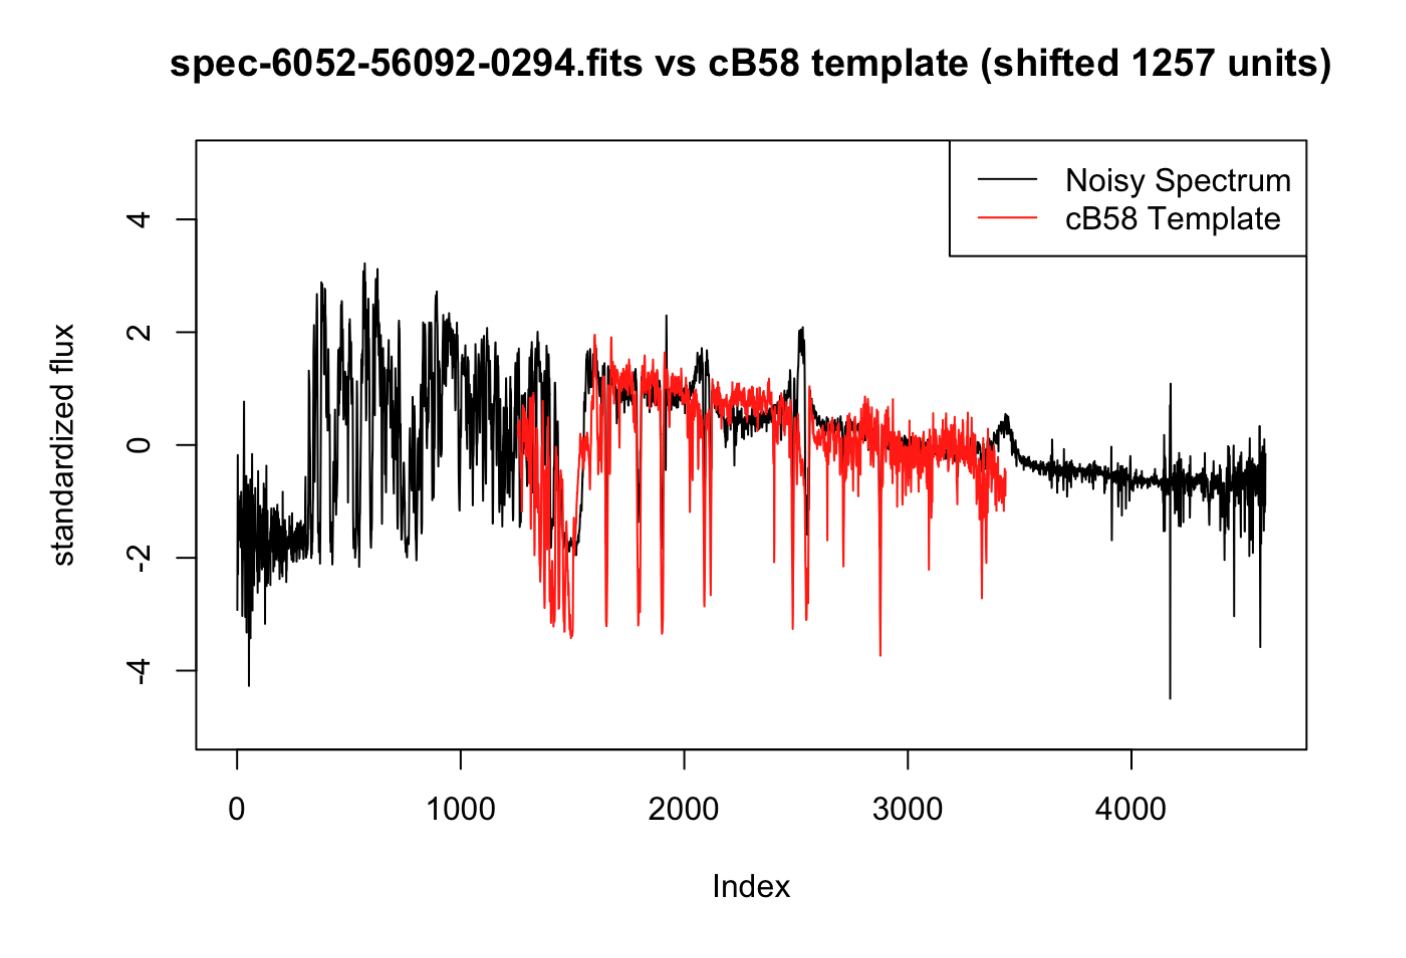 spec-6052-56092-0294.fits vs cB58 template (shifted 1257 units)
Noisy Spectrum
cB58 Template
standardized flux
4
2
0
-2
-4
0 1000 2000 3000 4000
Index